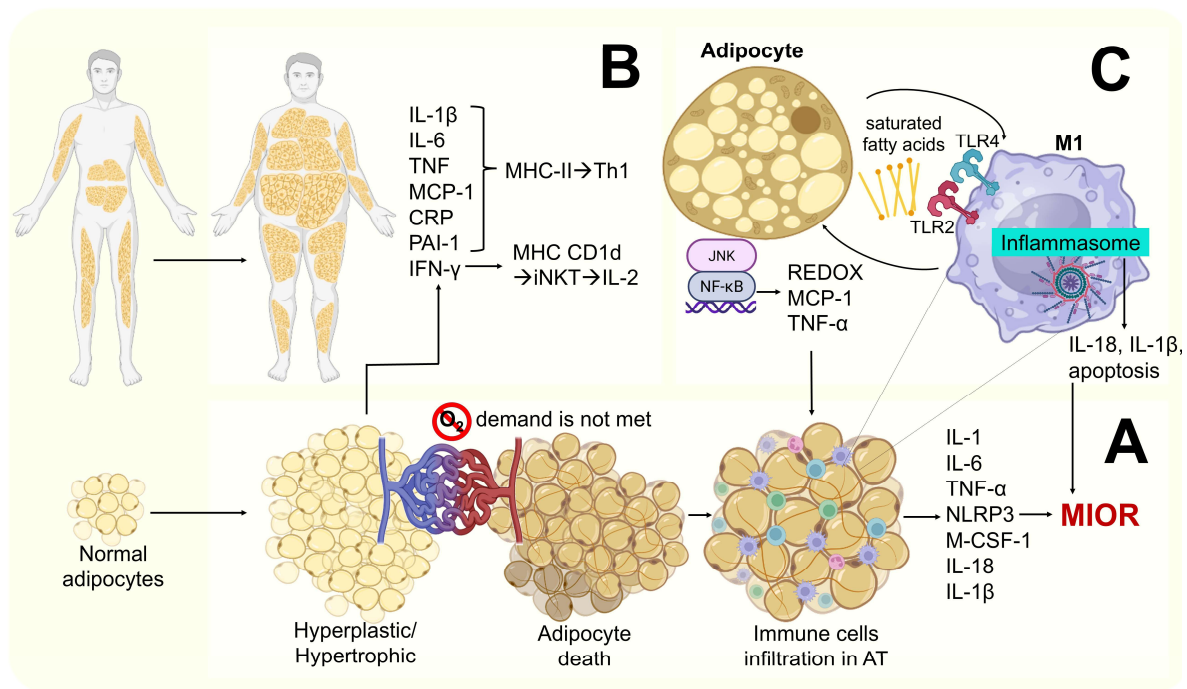 B
IL-1β
IL-6
TNF
MCP-1
CRP
PAI-1
IFN-γ
MHC-II→Th1
MHC CD1d
→iNKT→IL-2
C
Adipocyte
saturated
fatty acids
TLR4
M1
TLR2
Inflammasome
JNK
NF-κB
REDOX
MCP-1
TNF-α
IL-18, IL-1β,
apoptosis
A
O2 demand is not met
Normal
adipocytes
Hyperplastic/
Hypertrophic
Adipocyte
death
Immune cells
infiltration in AT
IL-1
IL-6
TNF-α
NLRP3
M-CSF-1
IL-18
IL-1β
MIOR